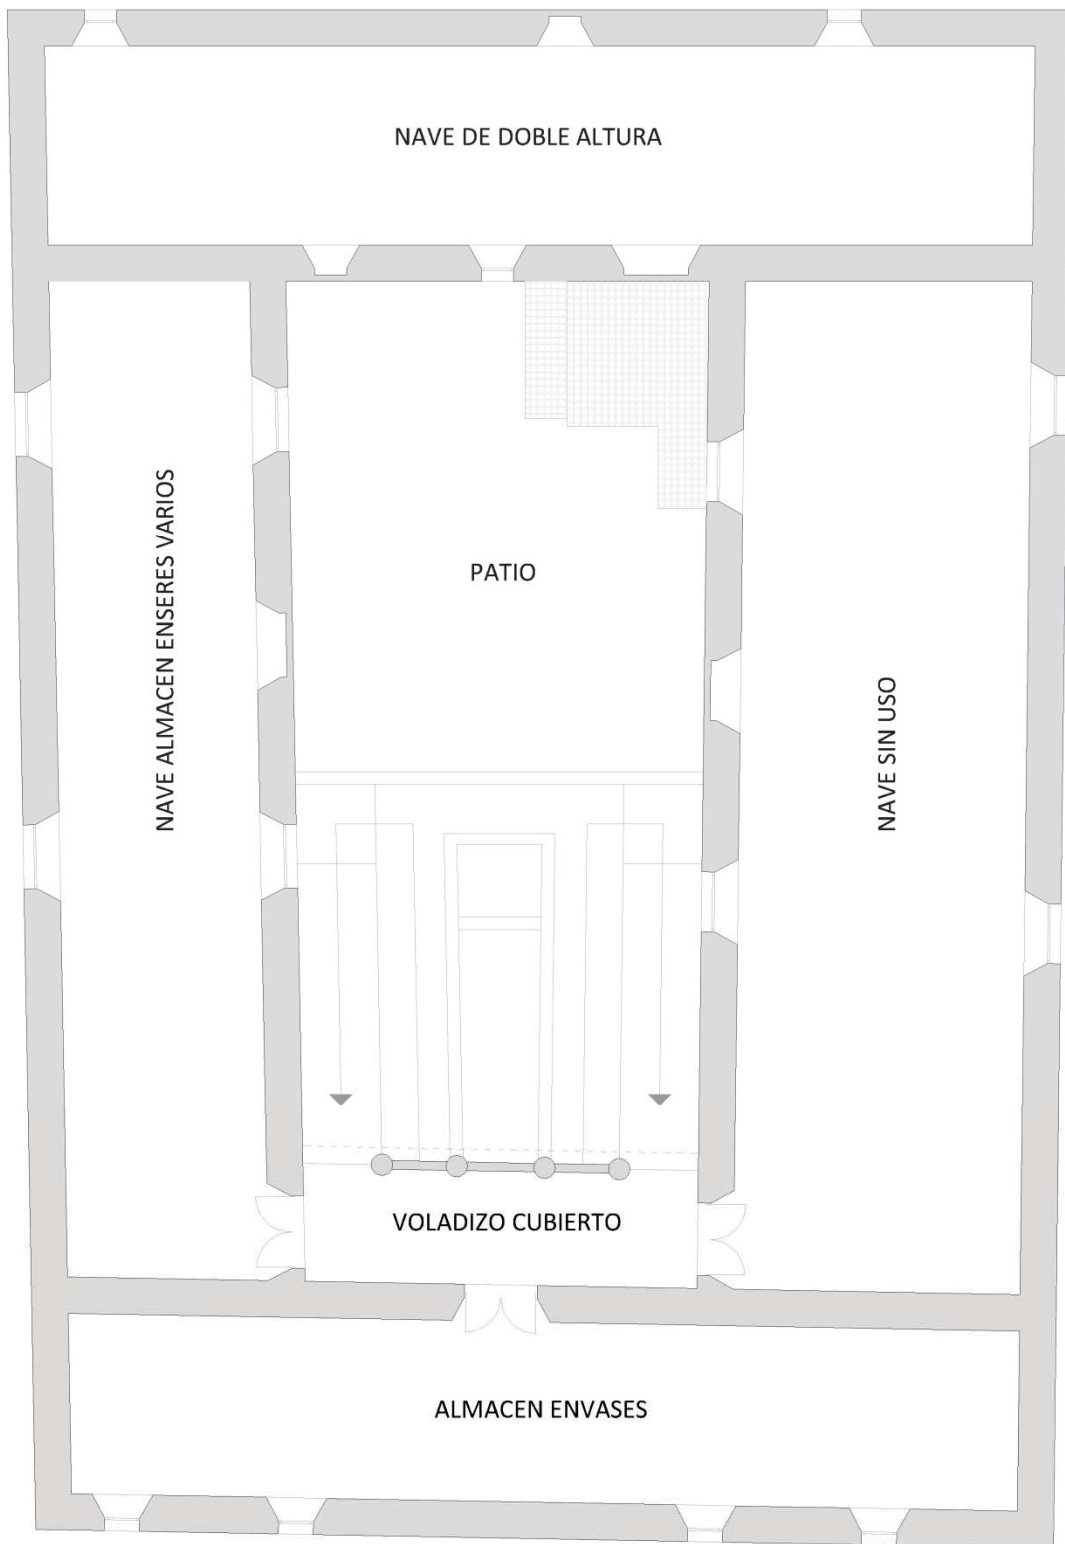 NAVE DE DOBLE ALTURA
NAVE ALMACEN ENSERES VARIOS
PATIO
NAVE SIN USO
VOLADIZO CUBIERTO
ALMACEN ENVASES